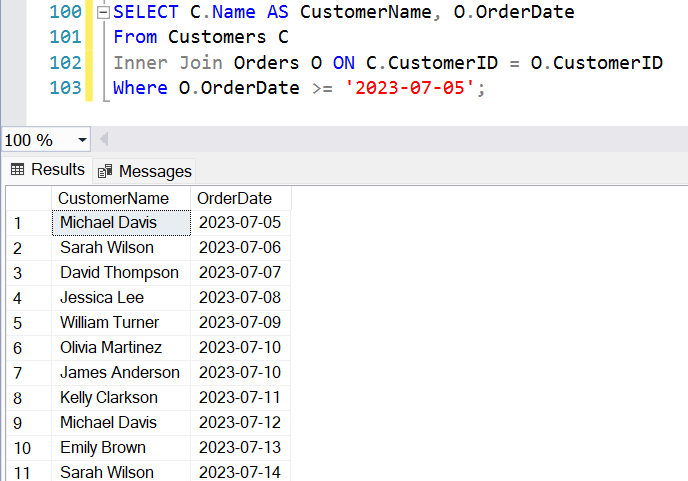 100 SELECT C.Name AS CustomerName, O.OrderDate
101 From Customers C
102 Inner Join Orders O ON C.CustomerID = O.CustomerID
103 Where O.OrderDate >= '2023-07-05';
100 %
Results Messages
CustomerName OrderDate
1 Michael Davis 2023-07-05
2 Sarah Wilson 2023-07-06
3 David Thompson 2023-07-07
4 Jessica Lee 2023-07-08
5 William Turner 2023-07-09
6 Olivia Martinez 2023-07-10
7 James Anderson 2023-07-10
8 Kelly Clarkson 2023-07-11
9 Michael Davis 2023-07-12
10 Emily Brown 2023-07-13
11 Sarah Wilson 2023-07-14